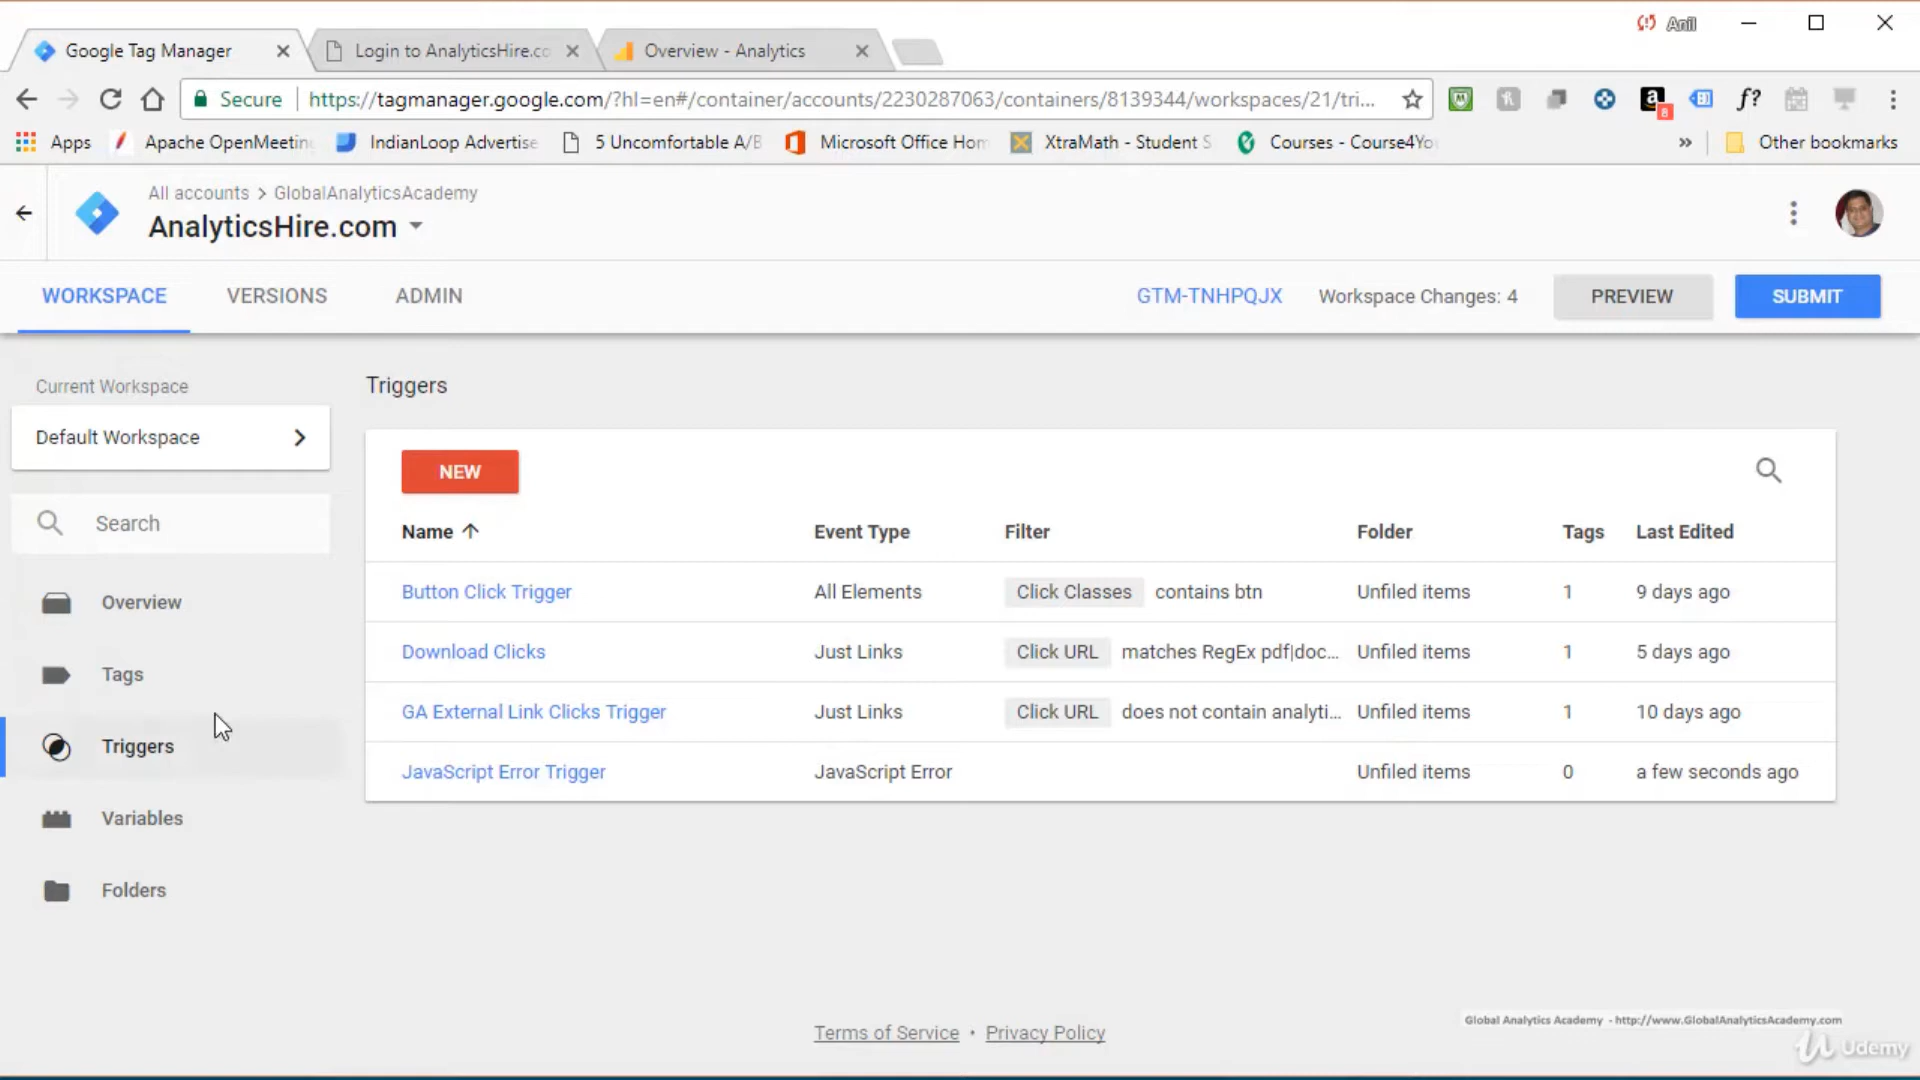 Anil
Google Tag Manager
Login to AnalyticsHire.co
Overview - Analytics
Secure https://tagmanager.google.com/?hl=en#/container/accounts/2230287063/containers/8139344/workspaces/21/tri...
a 8 f?
Apps
Apache OpenMeetin
IndianLoop Advertise
5 Uncomfortable A/B
Microsoft Office Hom
XtraMath - Student S
Courses - Course4Yo
» Other bookmarks
All accounts > GlobalAnalyticsAcademy
AnalyticsHire.com
WORKSPACE VERSIONS ADMIN GTM-TNHPQJX Workspace Changes: 4 PREVIEW SUBMIT
Current Workspace
Default Workspace
Search
Overview
Tags
Triggers
Variables
Folders
Triggers
NEW
Name Event Type Filter Folder Tags Last Edited
Button Click Trigger All Elements Click Classes contains btn Unfiled items 1 9 days ago
Download Clicks Just Links Click URL matches RegEx pdf|doc... Unfiled items 1 5 days ago
GA External Link Clicks Trigger Just Links Click URL does not contain analyti... Unfiled items 1 10 days ago
JavaScript Error Trigger JavaScript Error Unfiled items 0 a few seconds ago
Terms of Service • Privacy Policy
Global Analytics Academy - http://www.GlobalAnalyticsAcademy.com
Udemy